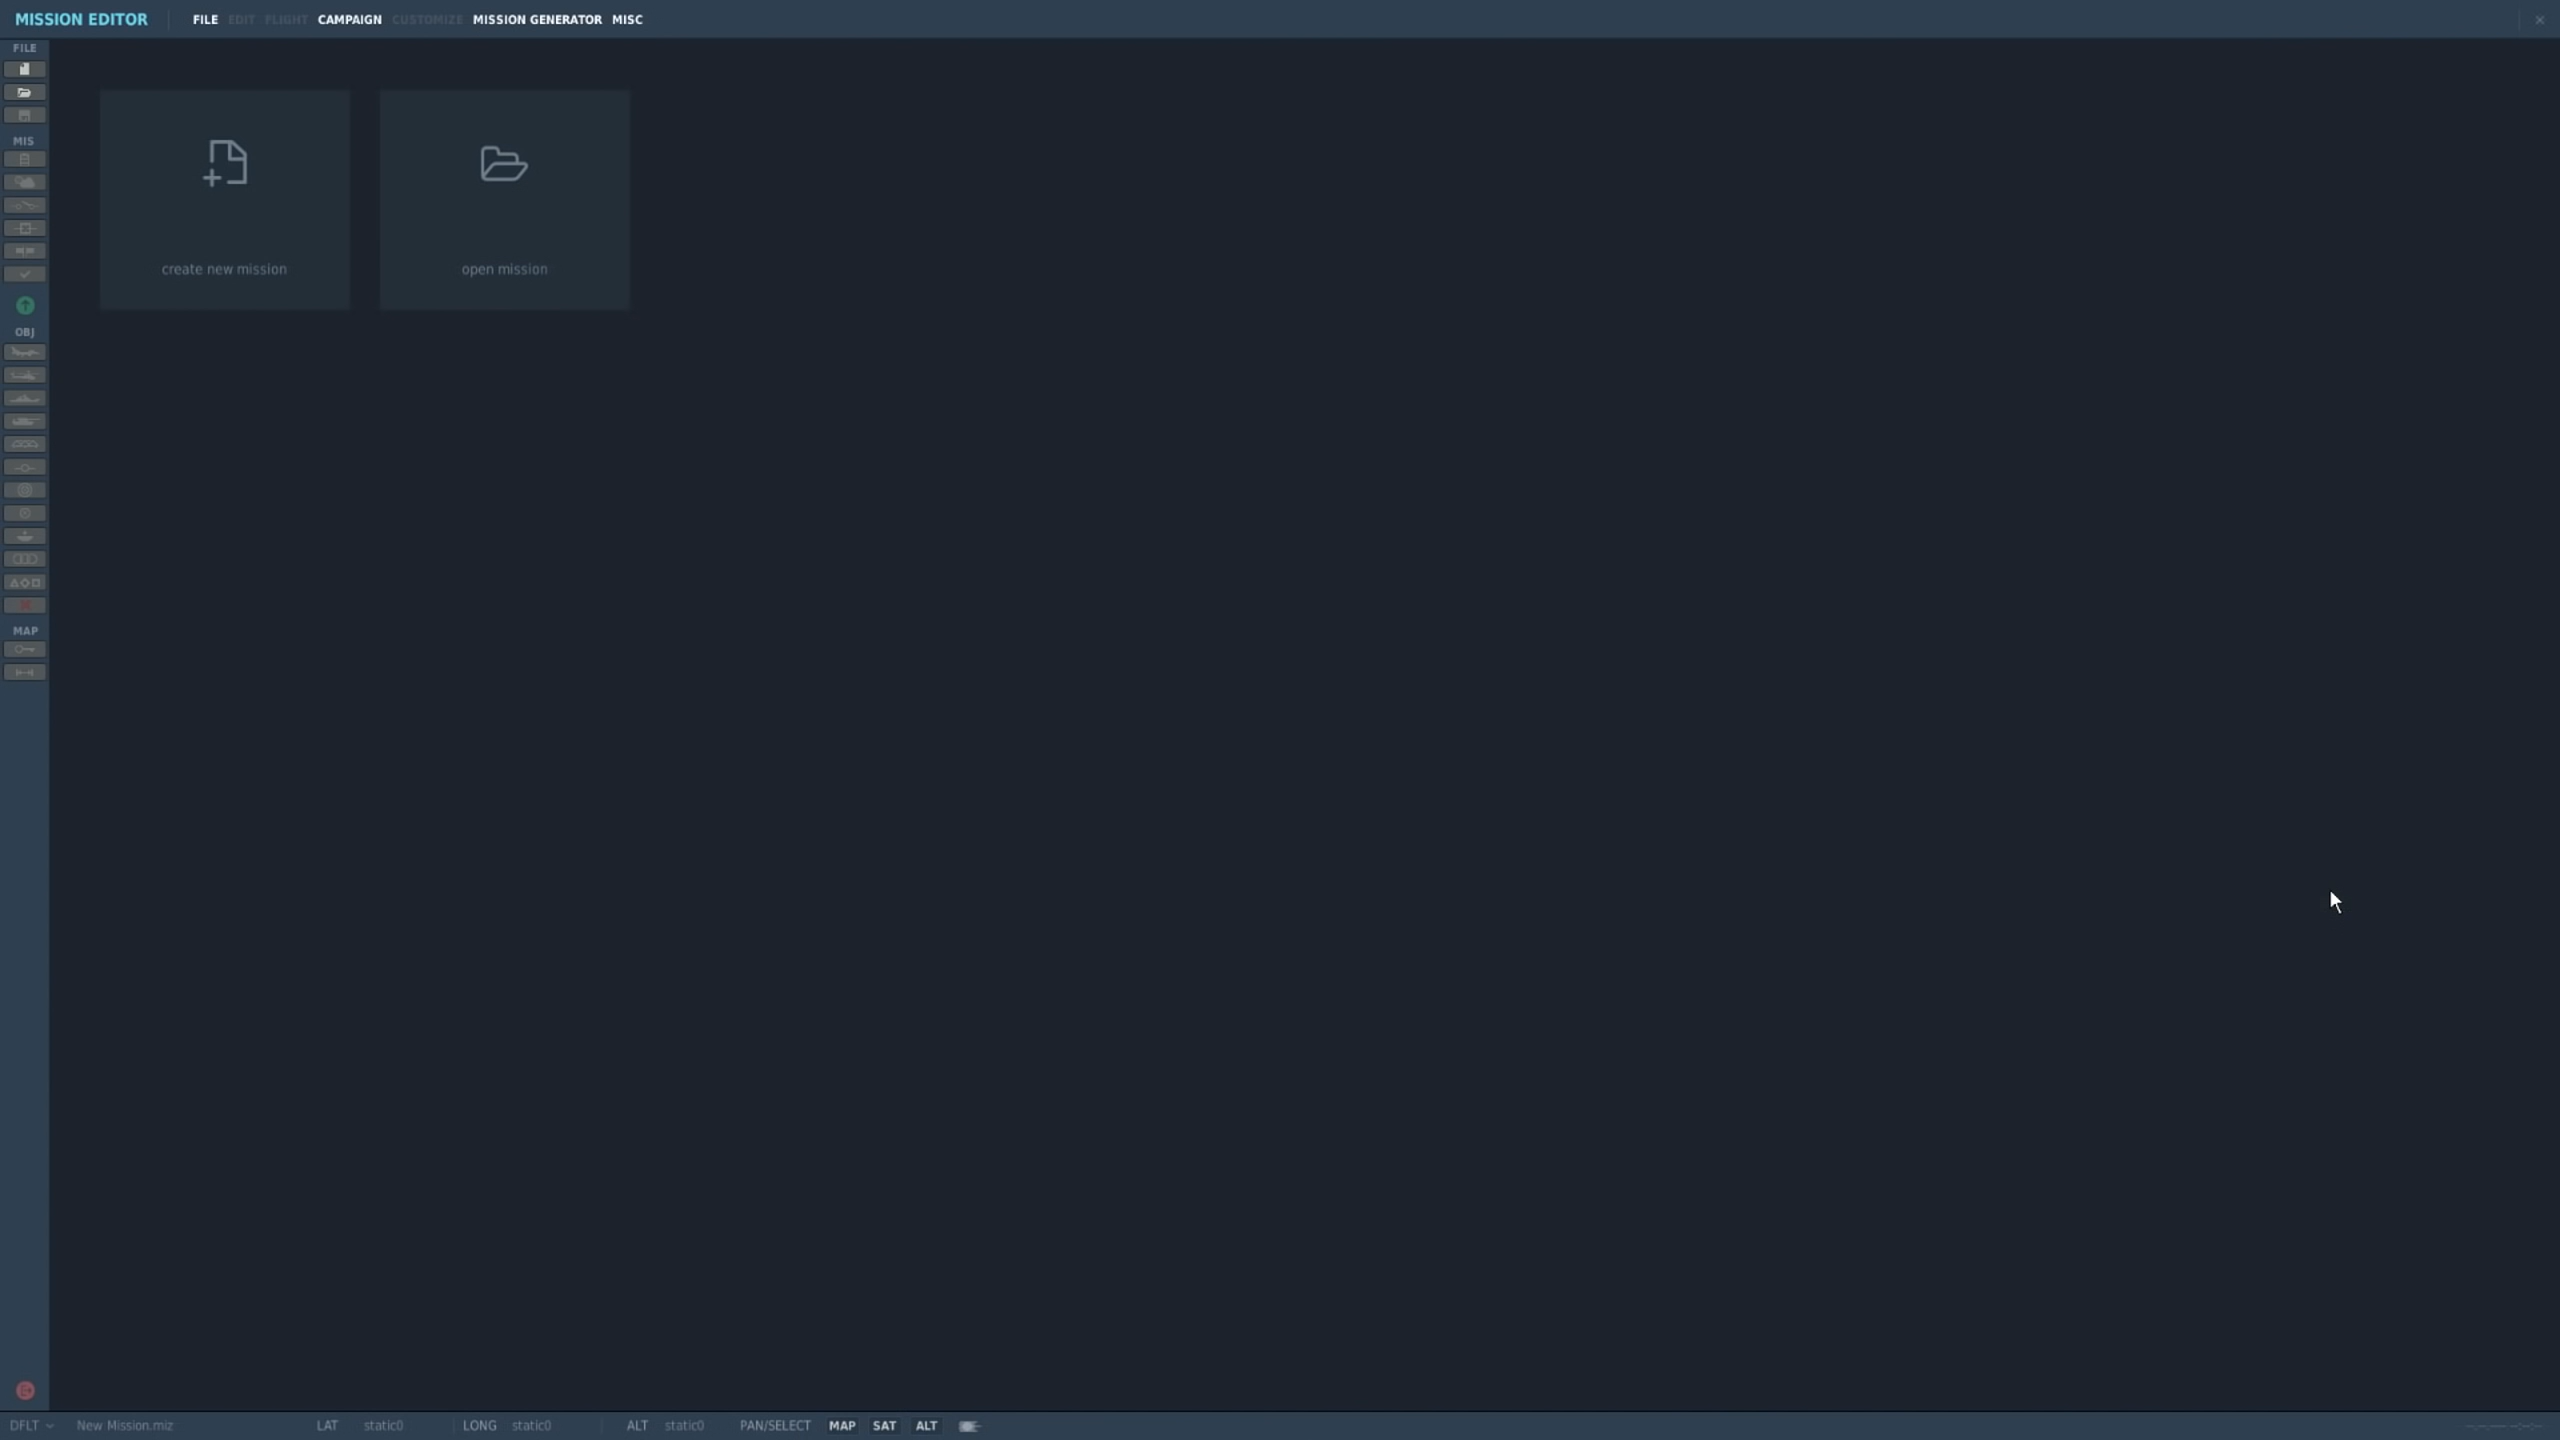 MISSION EDITOR FILE EDIT FLIGHT CAMPAIGN CUSTOMIZE MISSION GENERATOR MISC
FILE
MIS
OBJ
MAP
create new mission
open mission
DFLT New Mission.miz LAT static0 LONG static0 ALT static0 PAN/SELECT MAP SAT ALT